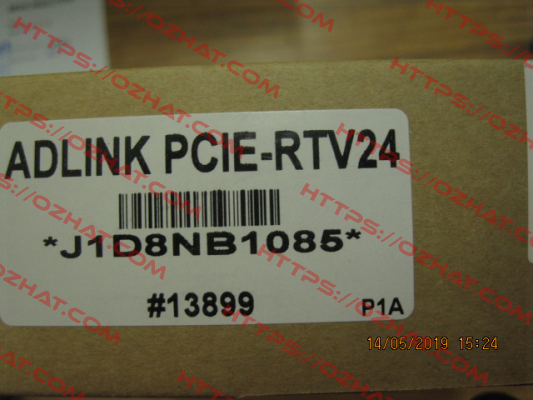 ADLINK PCIE-RTV24
*J1D8NB1085*
#13899
P1A
14/05/2019 15:24
HTTPS://OZHAT.COM